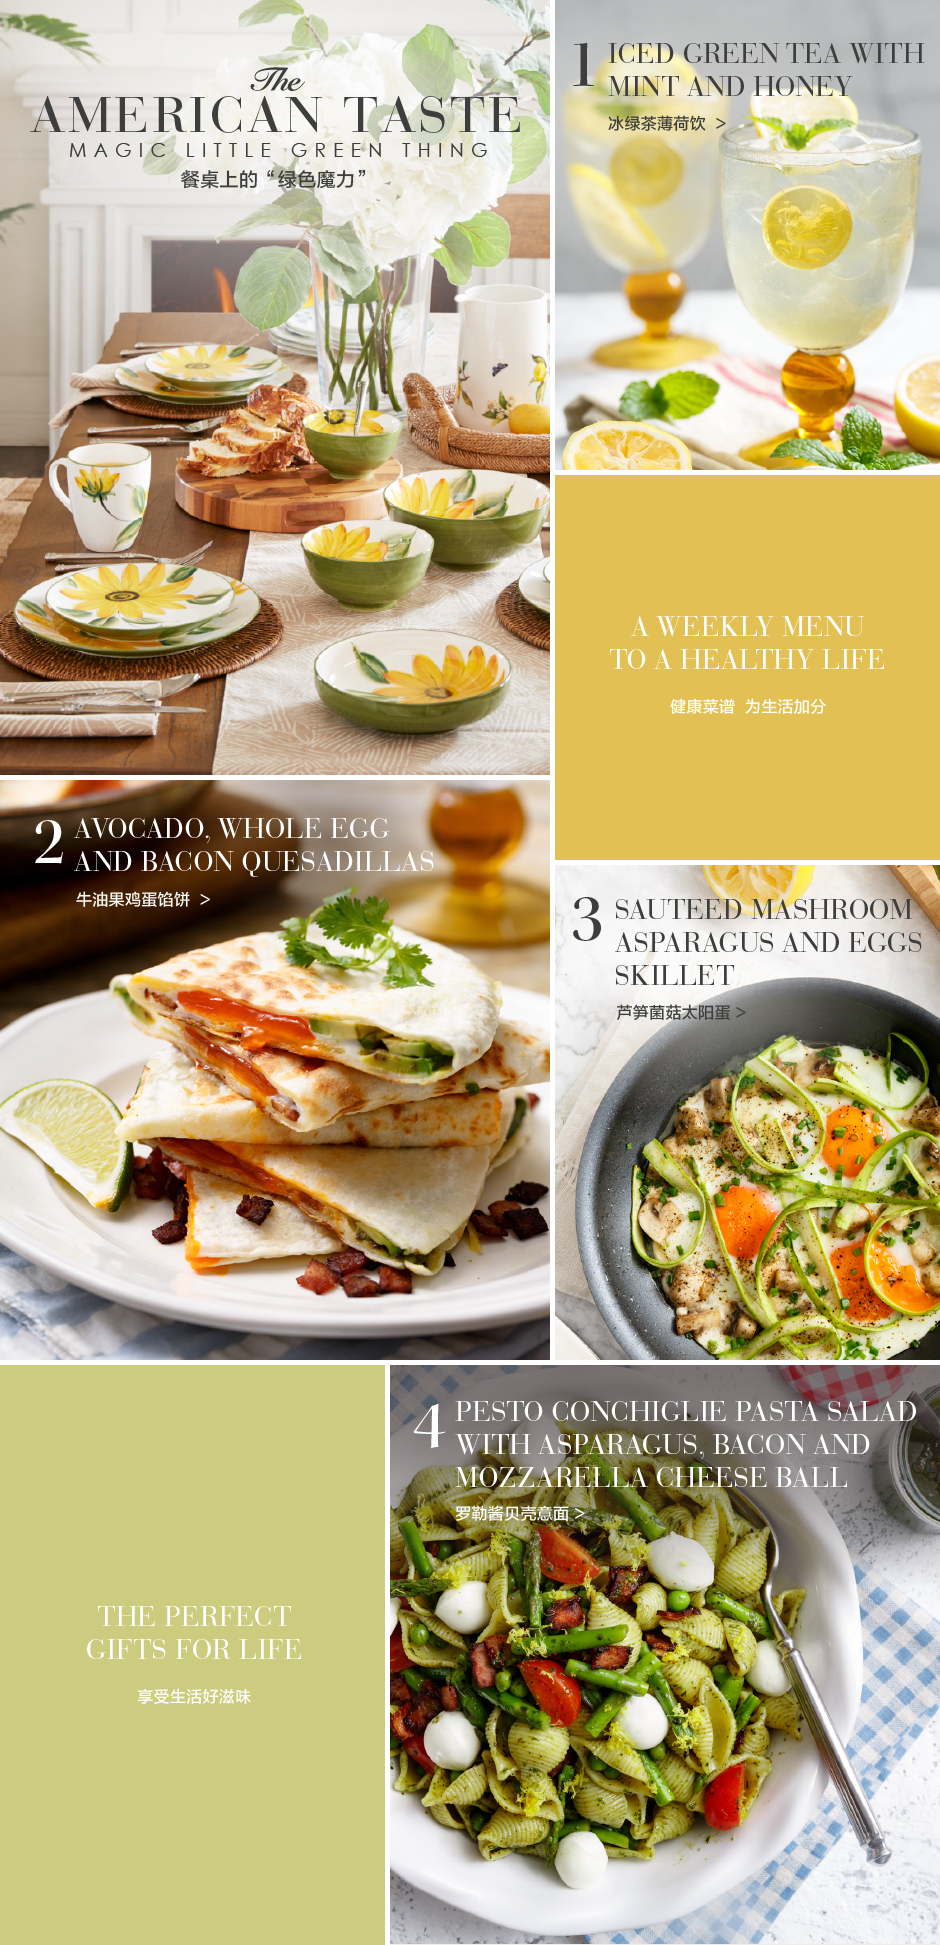 The
AMERICAN TASTE
MAGIC LITTLE GREEN THING
餐桌上的“绿色魔力”
1
ICED GREEN TEA WITH
MINT AND HONEY
冰绿茶薄荷饮 >
A WEEKLY MENU
TO A HEALTHY LIFE
健康菜谱 为生活加分
2
AVOCADO, WHOLE EGG
AND BACON QUESADILLAS
牛油果鸡蛋馅饼 >
3
SAUTEED MASHROOM
ASPARAGUS AND EGGS
SKILLET
芦笋菌菇太阳蛋 >
THE PERFECT
GIFTS FOR LIFE
享受生活好滋味
4
PESTO CONCHIGLIE PASTA SALAD
WITH ASPARAGUS, BACON AND
MOZZARELLA CHEESE BALL
罗勒酱贝壳意面 >